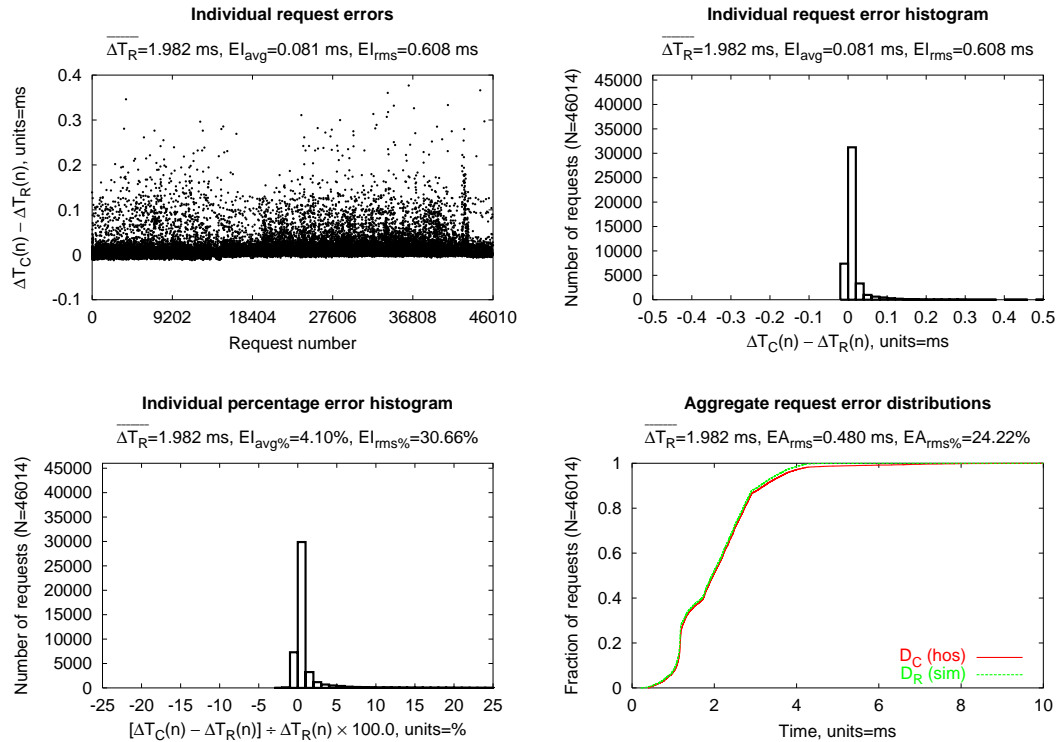 Individual request errors
ΔT_R=1.982 ms, EI_avg=0.081 ms, EI_rms=0.608 ms
0.4
0.3
0.2
0.1
0
-0.1
ΔT_C(n) − ΔT_R(n), units=ms
0 9202 18404 27606 36808 46010
Request number
Individual request error histogram
ΔT_R=1.982 ms, EI_avg=0.081 ms, EI_rms=0.608 ms
45000
40000
35000
30000
25000
20000
15000
10000
5000
0
Number of requests (N=46014)
-0.5 -0.4 -0.3 -0.2 -0.1 0 0.1 0.2 0.3 0.4 0.5
ΔT_C(n) − ΔT_R(n), units=ms
Individual percentage error histogram
ΔT_R=1.982 ms, EI_avg%=4.10%, EI_rms%=30.66%
45000
40000
35000
30000
25000
20000
15000
10000
5000
0
Number of requests (N=46014)
-25 -20 -15 -10 -5 0 5 10 15 20 25
[ΔT_C(n) − ΔT_R(n)] ÷ ΔT_R(n) × 100.0, units=%
Aggregate request error distributions
ΔT_R=1.982 ms, EA_rms=0.480 ms, EA_rms%=24.22%
1
0.8
0.6
0.4
0.2
0
Fraction of requests (N=46014)
D_C (hos)
D_R (sim)
0 2 4 6 8 10
Time, units=ms